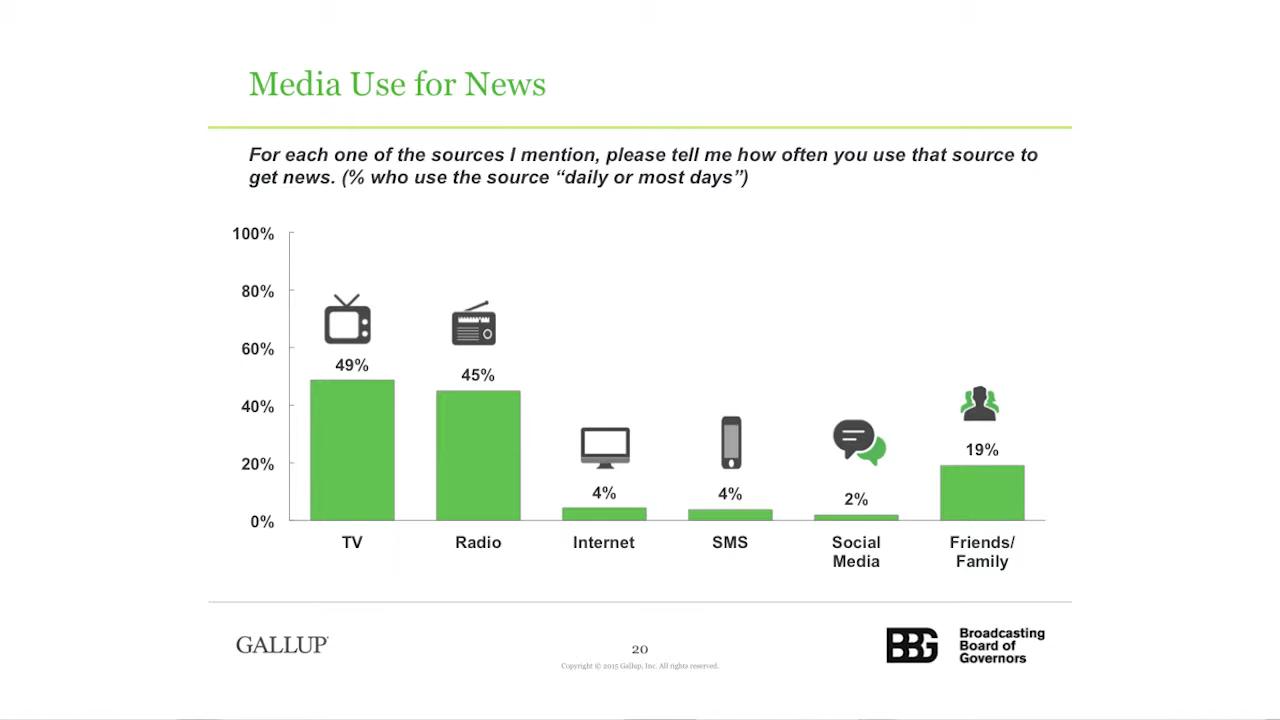 Media Use for News
For each one of the sources I mention, please tell me how often you use that source to
get news. (% who use the source “daily or most days”)
100%
80%
60%
40%
20%
0%
49%
45%
4%
4%
2%
19%
TV
Radio
Internet
SMS
Social
Media
Friends/
Family
GALLUP
20
Copyright © 2015 Gallup, Inc. All rights reserved.
BBG
Broadcasting
Board of
Governors